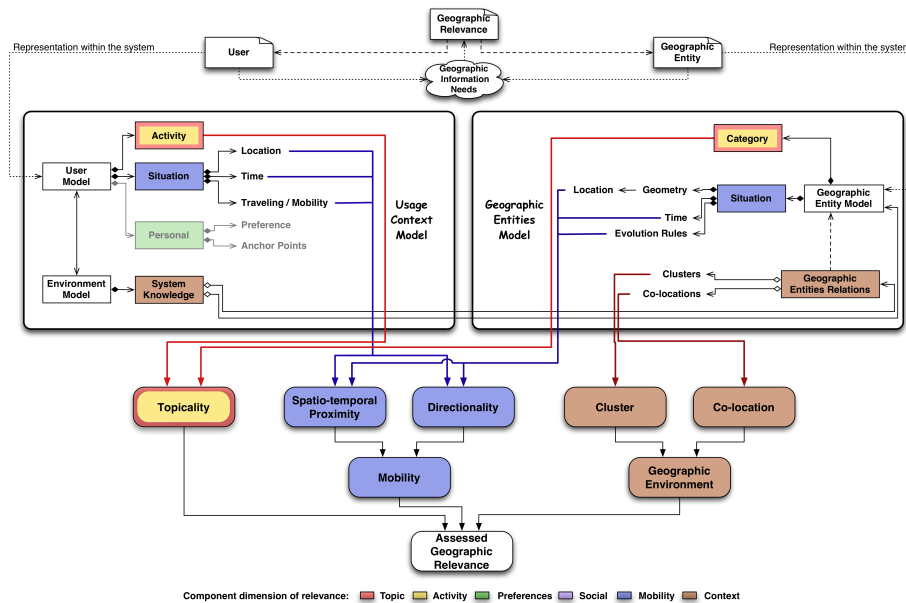 Geographic
Relevance
Representation within the system
User
Geographic
Entity
Representation within the system
Geographic
Information
Needs
Activity
Location
User
Model
Situation
Time
Traveling / Mobility
Personal
Preference
Anchor Points
Environment
Model
System
Knowledge
Usage
Context
Model
Geographic
Entities
Model
Category
Location
Geometry
Situation
Geographic
Entity Model
Time
Evolution Rules
Clusters
Co-locations
Geographic
Entities Relations
Topicality
Spatio-temporal
Proximity
Directionality
Cluster
Co-location
Mobility
Geographic
Environment
Assessed
Geographic
Relevance
Component dimension of relevance: Topic Activity Preferences Social Mobility Context